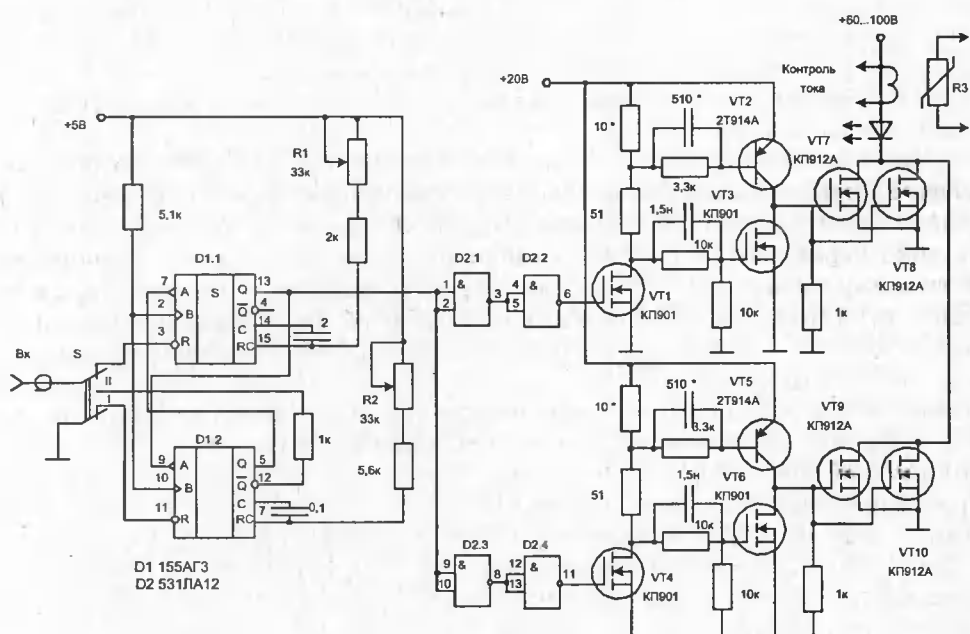 +60...100В
Контроль
тока
R3
+20В
510 *
VT2
2Т914А
10 *
3,3к
VT7
КП912А
+5В
R1
33к
5,1к
2к
51
1,5н
VT3
КП901
10к
VT8
КП912А
D1.1
7 A
2 B
3 R
S
Q 13
Q 4
C 14
RC 15
2
D2.1
1
2
&
3
D2.2
4
5
&
6
VT1
КП901
10к
1к
Вх
S
II
I
R2
33к
5,6к
1к
D1.2
9 A
10 B
11 R
Q 5
Q 12
C
RC 7
0,1
10 *
510 *
3.3к
VT5
2Т914А
VT9
КП912А
51
1,5н
VT6
КП901
10к
D2.3
9
10
&
8
D2.4
12
13
&
11
VT4
КП901
10к
1к
VT10
КП912А
D1 155АГ3
D2 531ЛА12